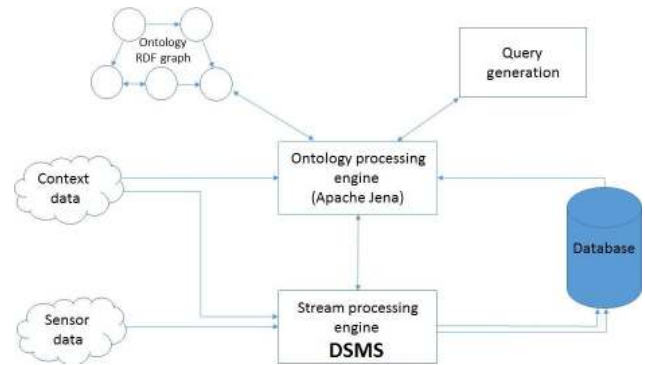 Ontology
RDF graph
Query
generation
Ontology processing
engine
(Apache Jena)
Context
data
Database
Stream processing
engine
DSMS
Sensor
data